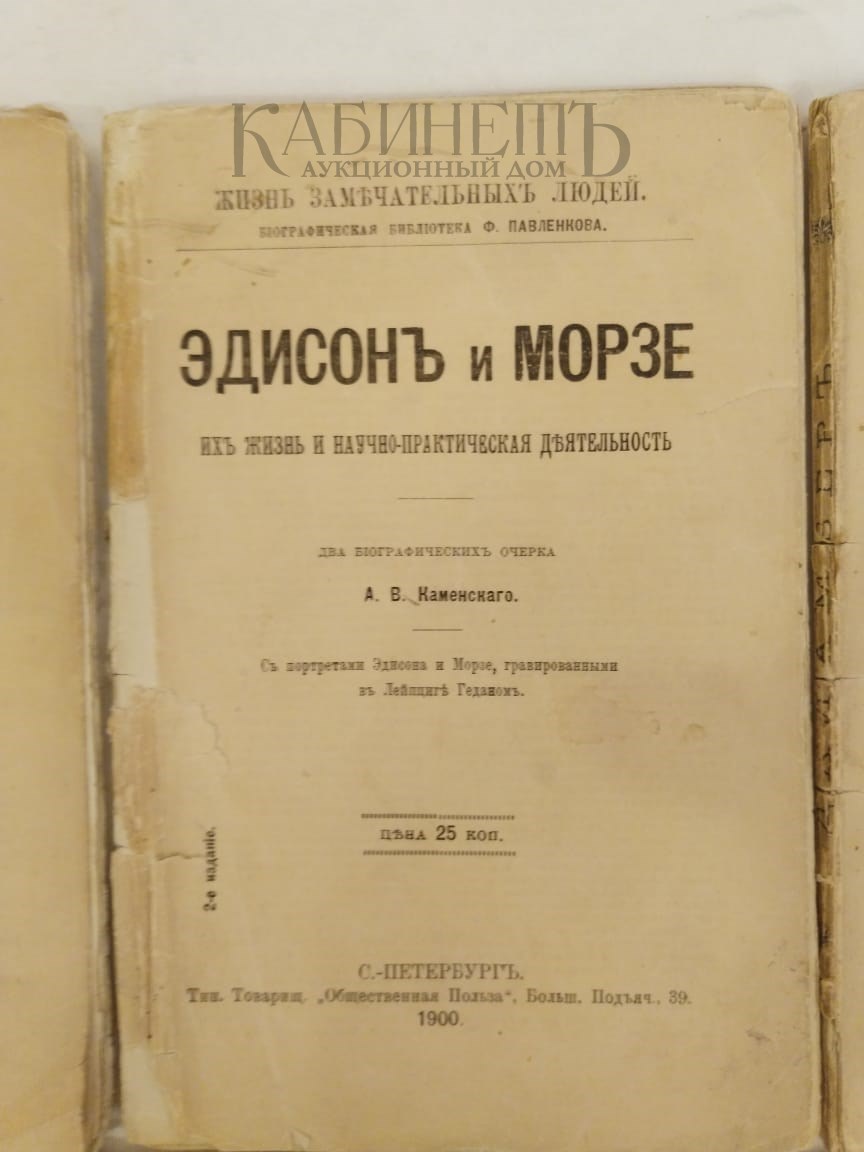 КАБИНЕТЪ
АУКЦИОННЫЙ ДОМ
ЖИЗНЬ ЗАМѢЧАТЕЛЬНЫХЪ ЛЮДЕЙ.
БІОГРАФИЧЕСКАЯ БИБЛІОТЕКА Ф. ПАВЛЕНКОВА.
ЭДИСОНЪ и МОРЗЕ
ИХЪ ЖИЗНЬ И НАУЧНО-ПРАКТИЧЕСКАЯ ДѢЯТЕЛЬНОСТЬ
ДВА БІОГРАФИЧЕСКИХЪ ОЧЕРКА
А. В. Каменскаго.
Съ портретами Эдисона и Морзе, гравированными
въ Лейпцигѣ Геданомъ.
ЦѢНА 25 КОП.
2-е изданіе.
С.-ПЕТЕРБУРГЪ.
Тип. Товарищ. „Общественная Польза“, Больш. Подъяч., 39.
1900.